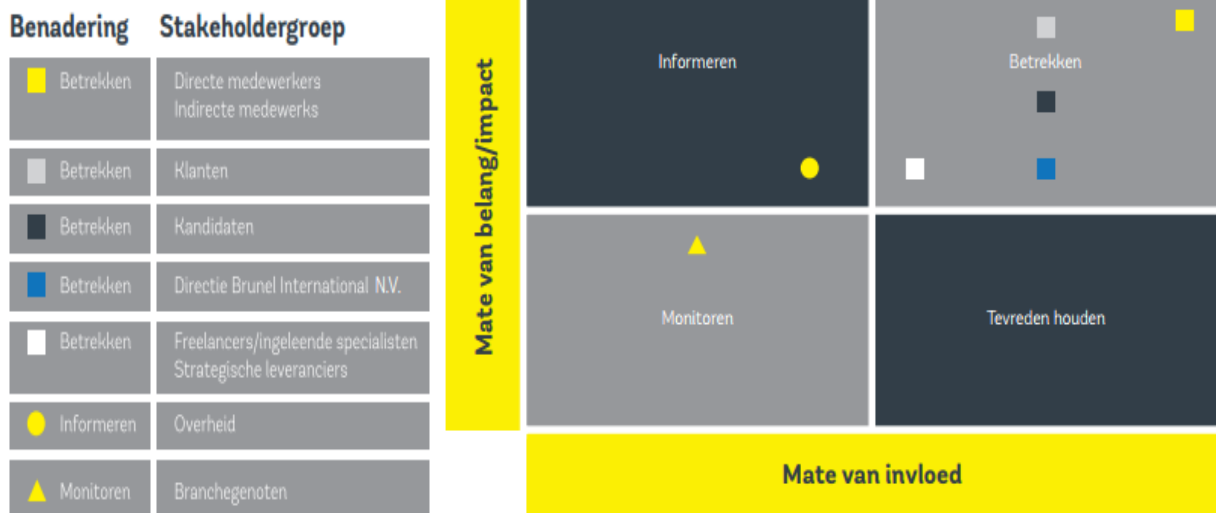 Benadering Stakeholdergroep
Betrekken Directe medewerkers
Indirecte medewerks
Betrekken Klanten
Betrekken Kandidaten
Betrekken Directie Brunel International N.V.
Betrekken Freelancers/ingeleende specialisten
Strategische leveranciers
Informeren Overheid
Monitoren Branchegenoten
Mate van belang/impact
Informeren
Betrekken
Monitoren
Tevreden houden
Mate van invloed